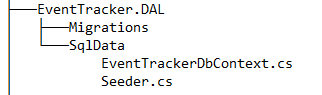 EventTracker.DAL
Migrations
SqlData
EventTrackerDbContext.cs
Seeder.cs